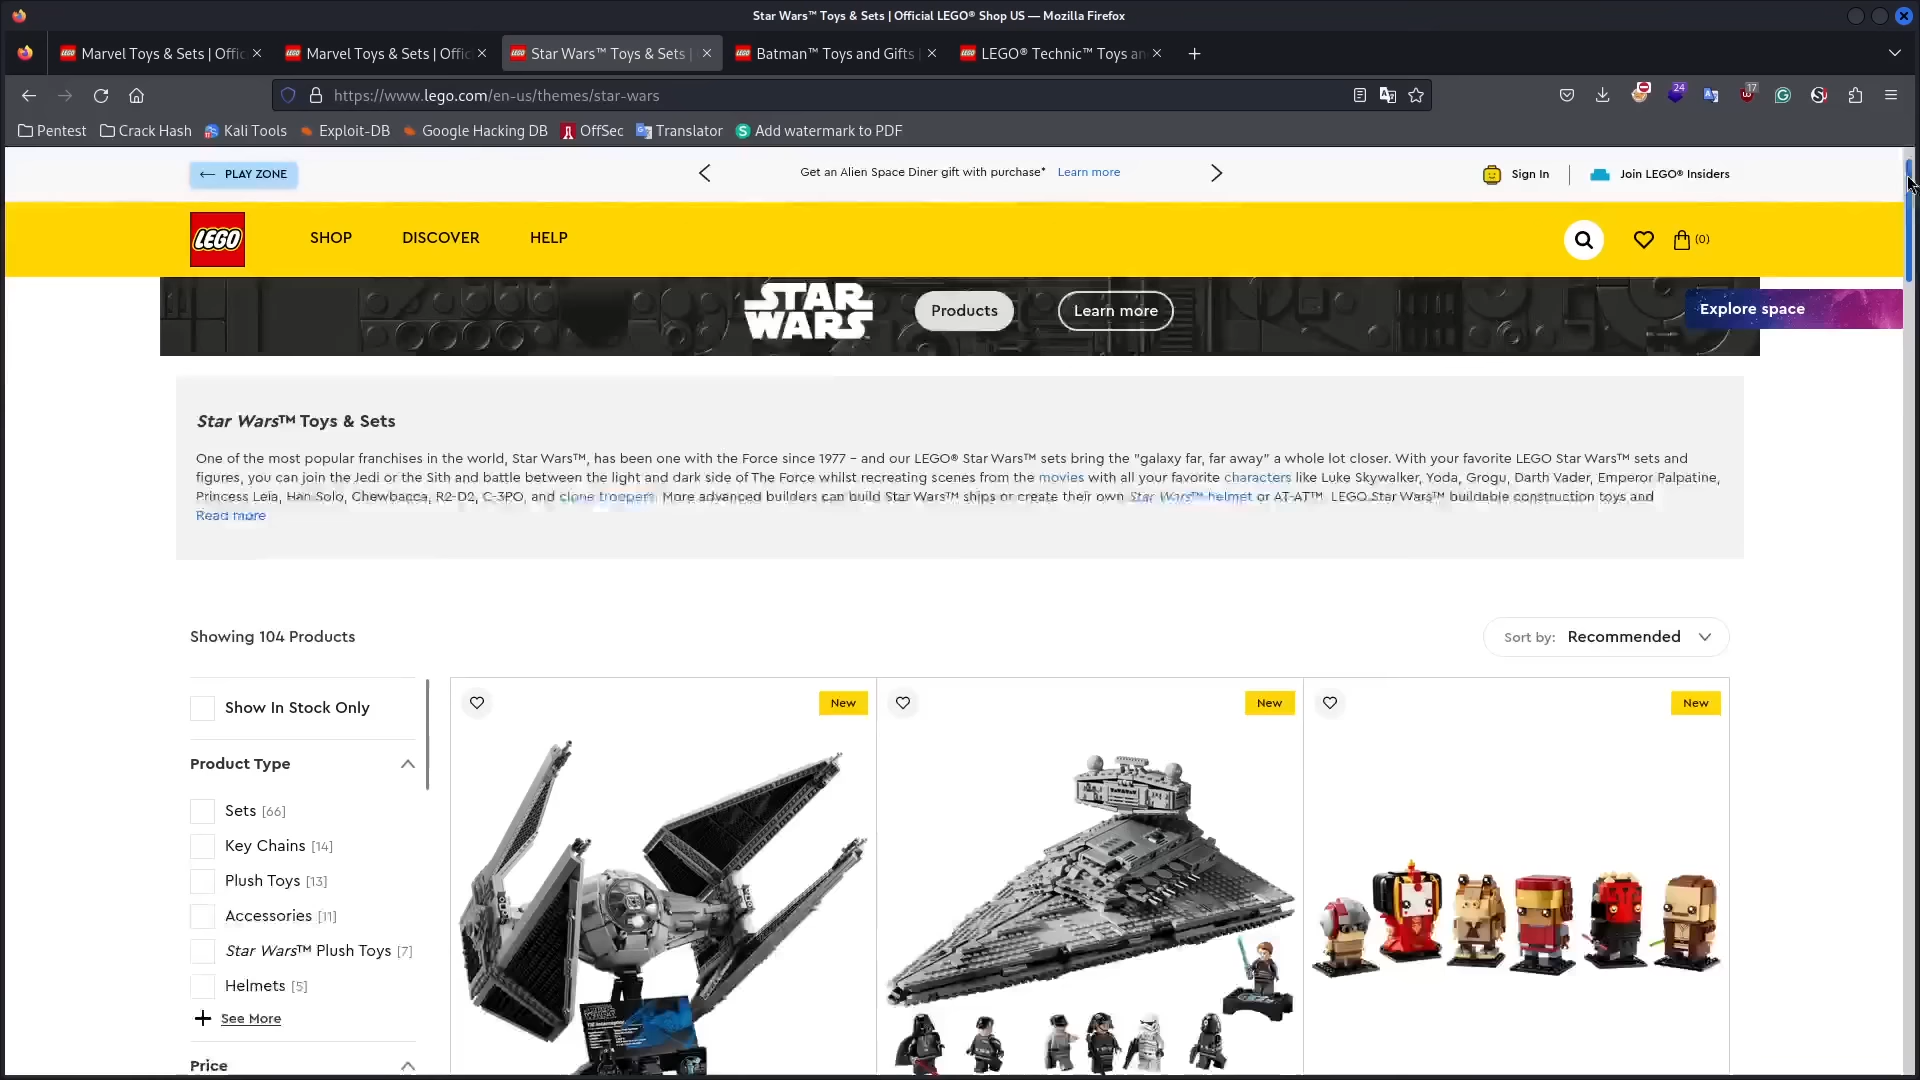 Star Wars™ Toys & Sets | Official LEGO® Shop US — Mozilla Firefox
Marvel Toys & Sets | Offic
Marvel Toys & Sets | Offic
Star Wars™ Toys & Sets |
Batman™ Toys and Gifts |
LEGO® Technic™ Toys an
https://www.lego.com/en-us/themes/star-wars
24
17
Pentest
Crack Hash
Kali Tools
Exploit-DB
Google Hacking DB
OffSec
Translator
Add watermark to PDF
PLAY ZONE
Get an Alien Space Diner gift with purchase* Learn more
Sign In
Join LEGO® Insiders
LEGO
SHOP
DISCOVER
HELP
(0)
STAR
WARS
Products
Learn more
Explore space
Star Wars™ Toys & Sets
One of the most popular franchises in the world, Star Wars™, has been one with the Force since 1977 – and our LEGO® Star Wars™ sets bring the "galaxy far, far away" a whole lot closer. With your favorite LEGO Star Wars™ sets and
figures, you can join the Jedi or the Sith and battle between the light and dark side of The Force whilst recreating scenes from the movies with all your favorite characters like Luke Skywalker, Yoda, Grogu, Darth Vader, Emperor Palpatine,
Princess Leia, Han Solo, Chewbacca, R2-D2, C-3PO, and clone troopers. More advanced builders can build Star Wars™ ships or create their own Star Wars™ helmet or AT-AT™. LEGO Star Wars™ buildable construction toys and
Read more
Showing 104 Products
Sort by: Recommended
Show In Stock Only
New
New
New
Product Type
Sets [66]
Key Chains [14]
Plush Toys [13]
Accessories [11]
Star Wars™ Plush Toys [7]
Helmets [5]
See More
Price